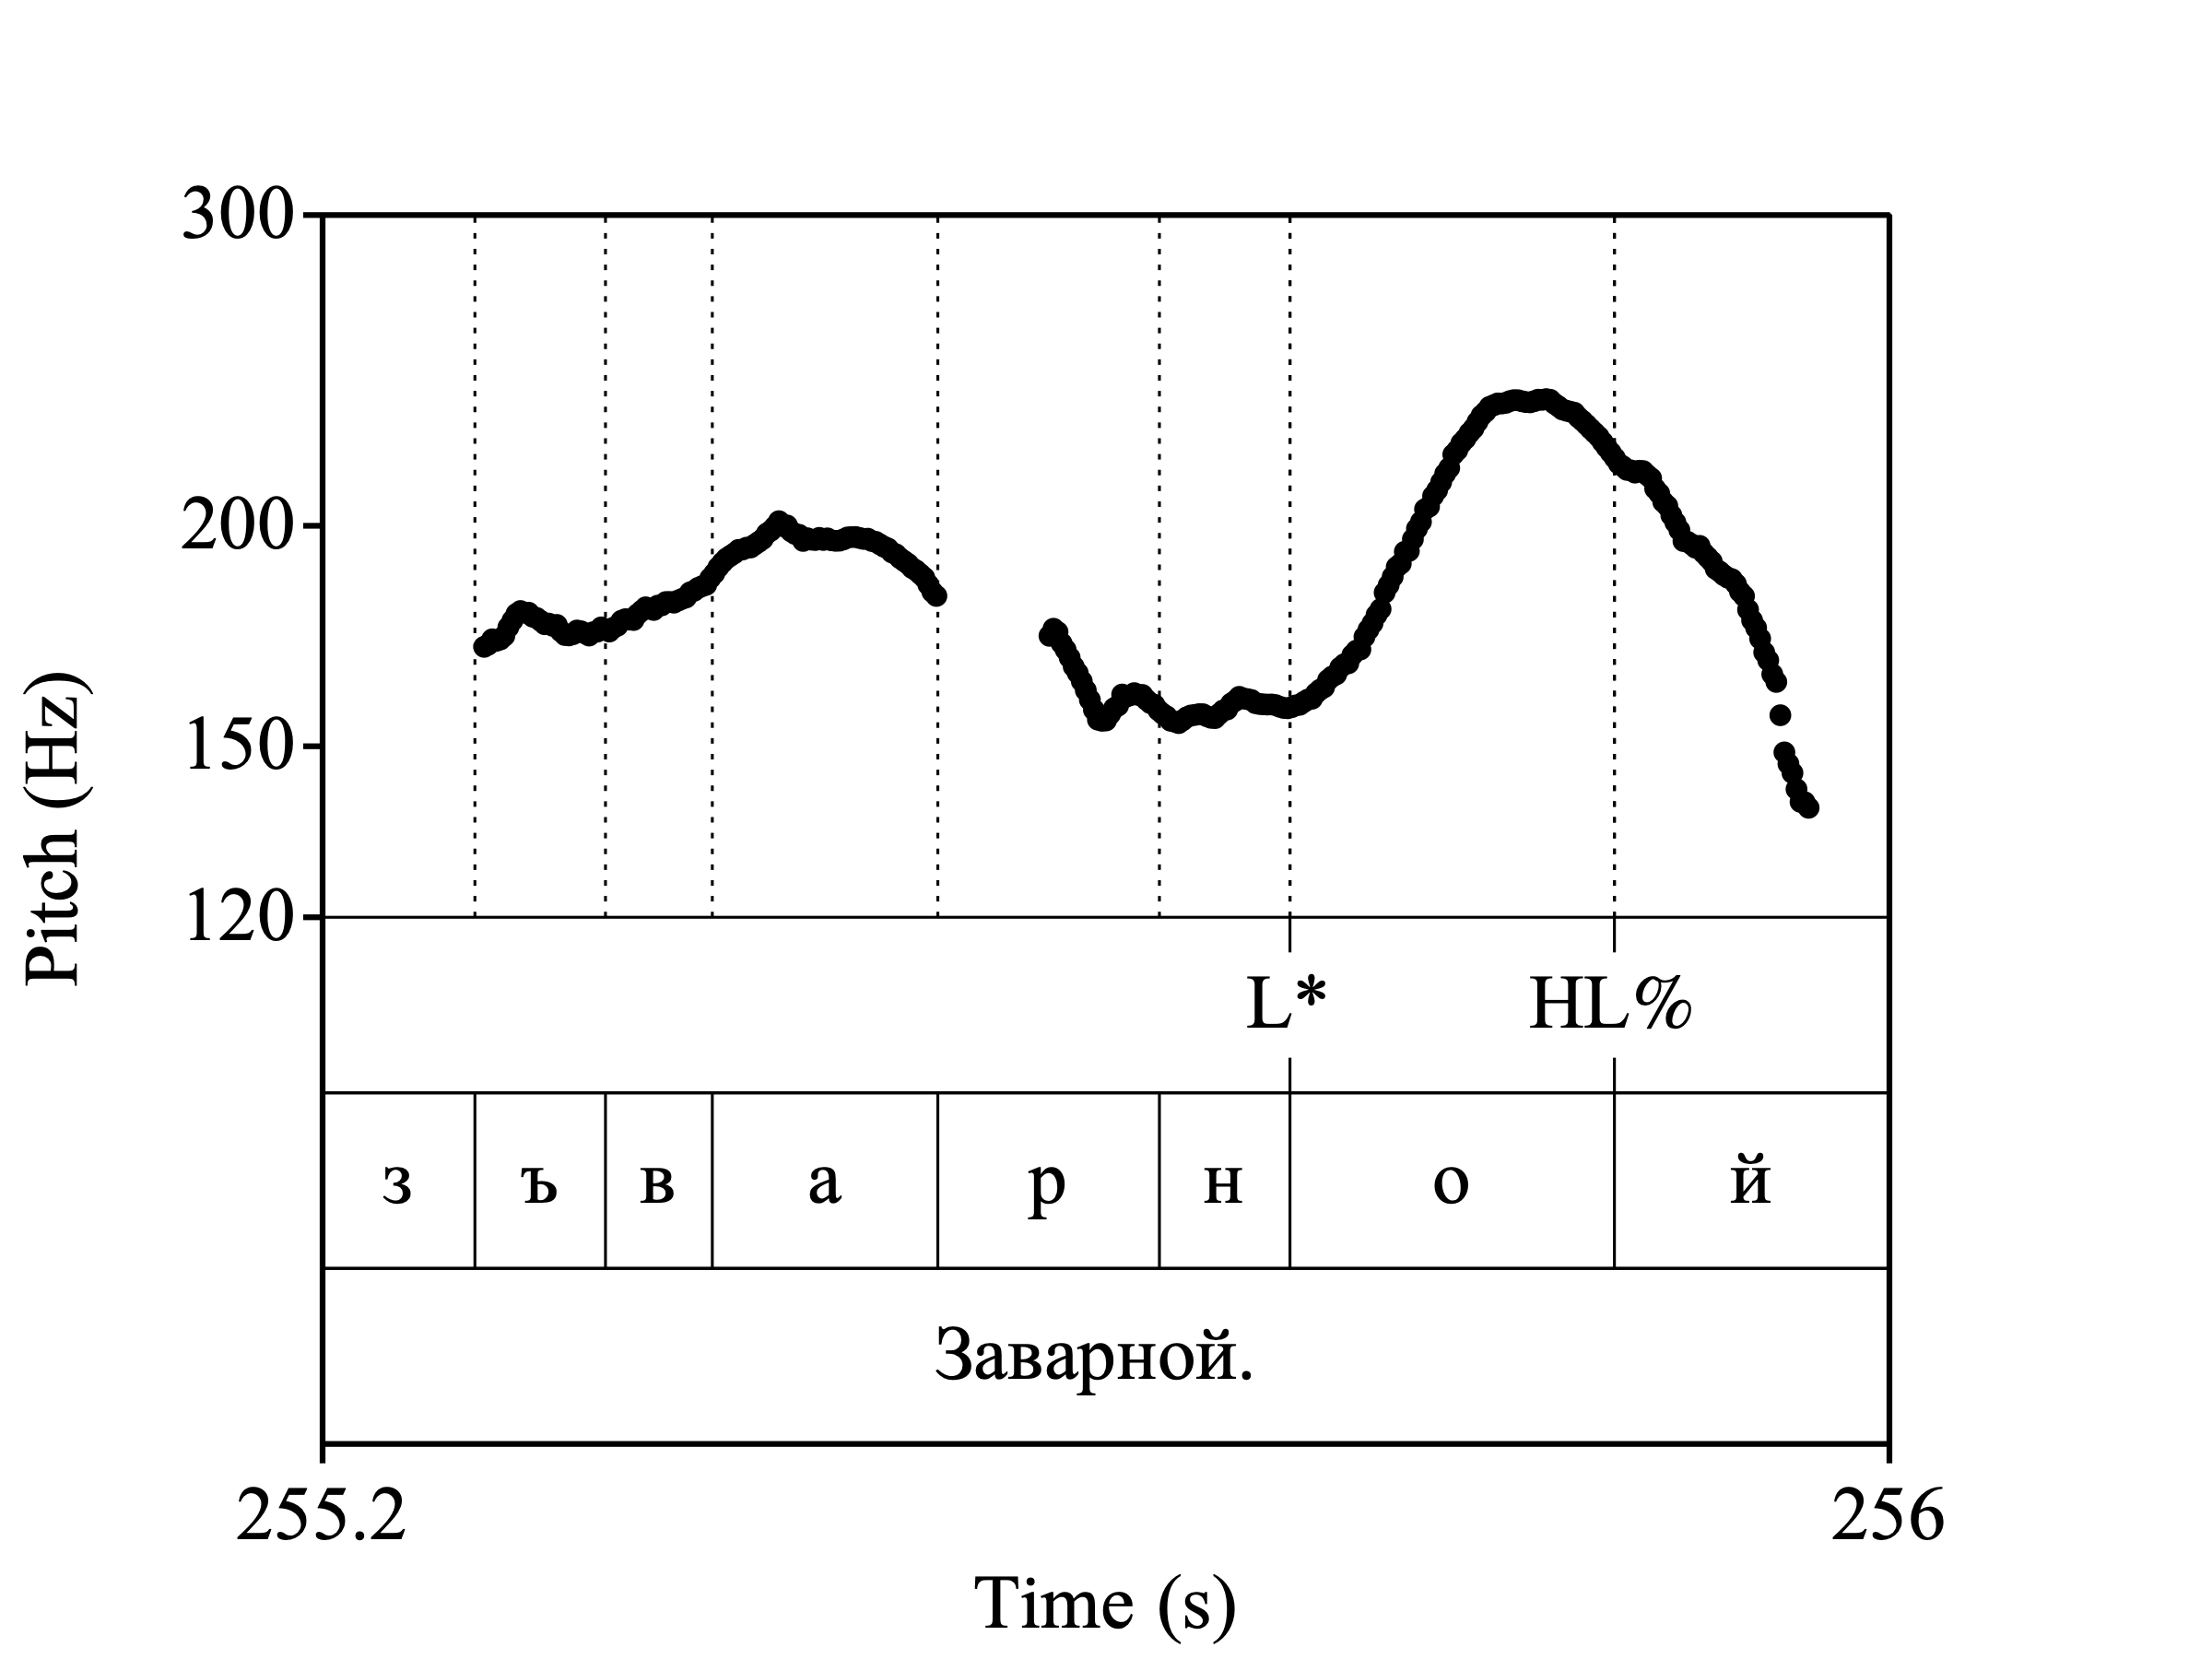 300
200
150
120
Pitch (Hz)
L* HL%
з ъ в а р н о й
Заварной.
255.2 256
Time (s)